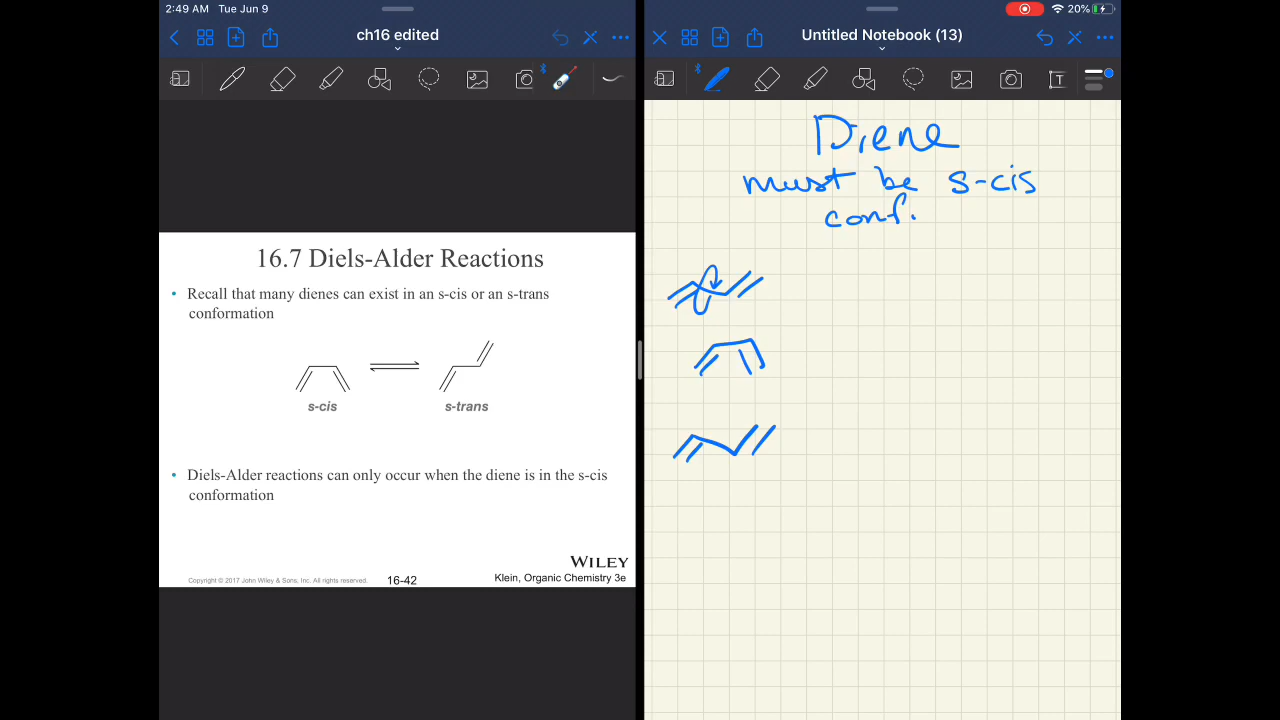 2:49 AM Tue Jun 9
20%
ch16 edited
Untitled Notebook (13)
16.7 Diels-Alder Reactions
• Recall that many dienes can exist in an s-cis or an s-trans
conformation
s-cis
s-trans
• Diels-Alder reactions can only occur when the diene is in the s-cis
conformation
WILEY
Copyright © 2017 John Wiley & Sons, Inc. All rights reserved.
16-42
Klein, Organic Chemistry 3e
Diene
must be s-cis
conf.